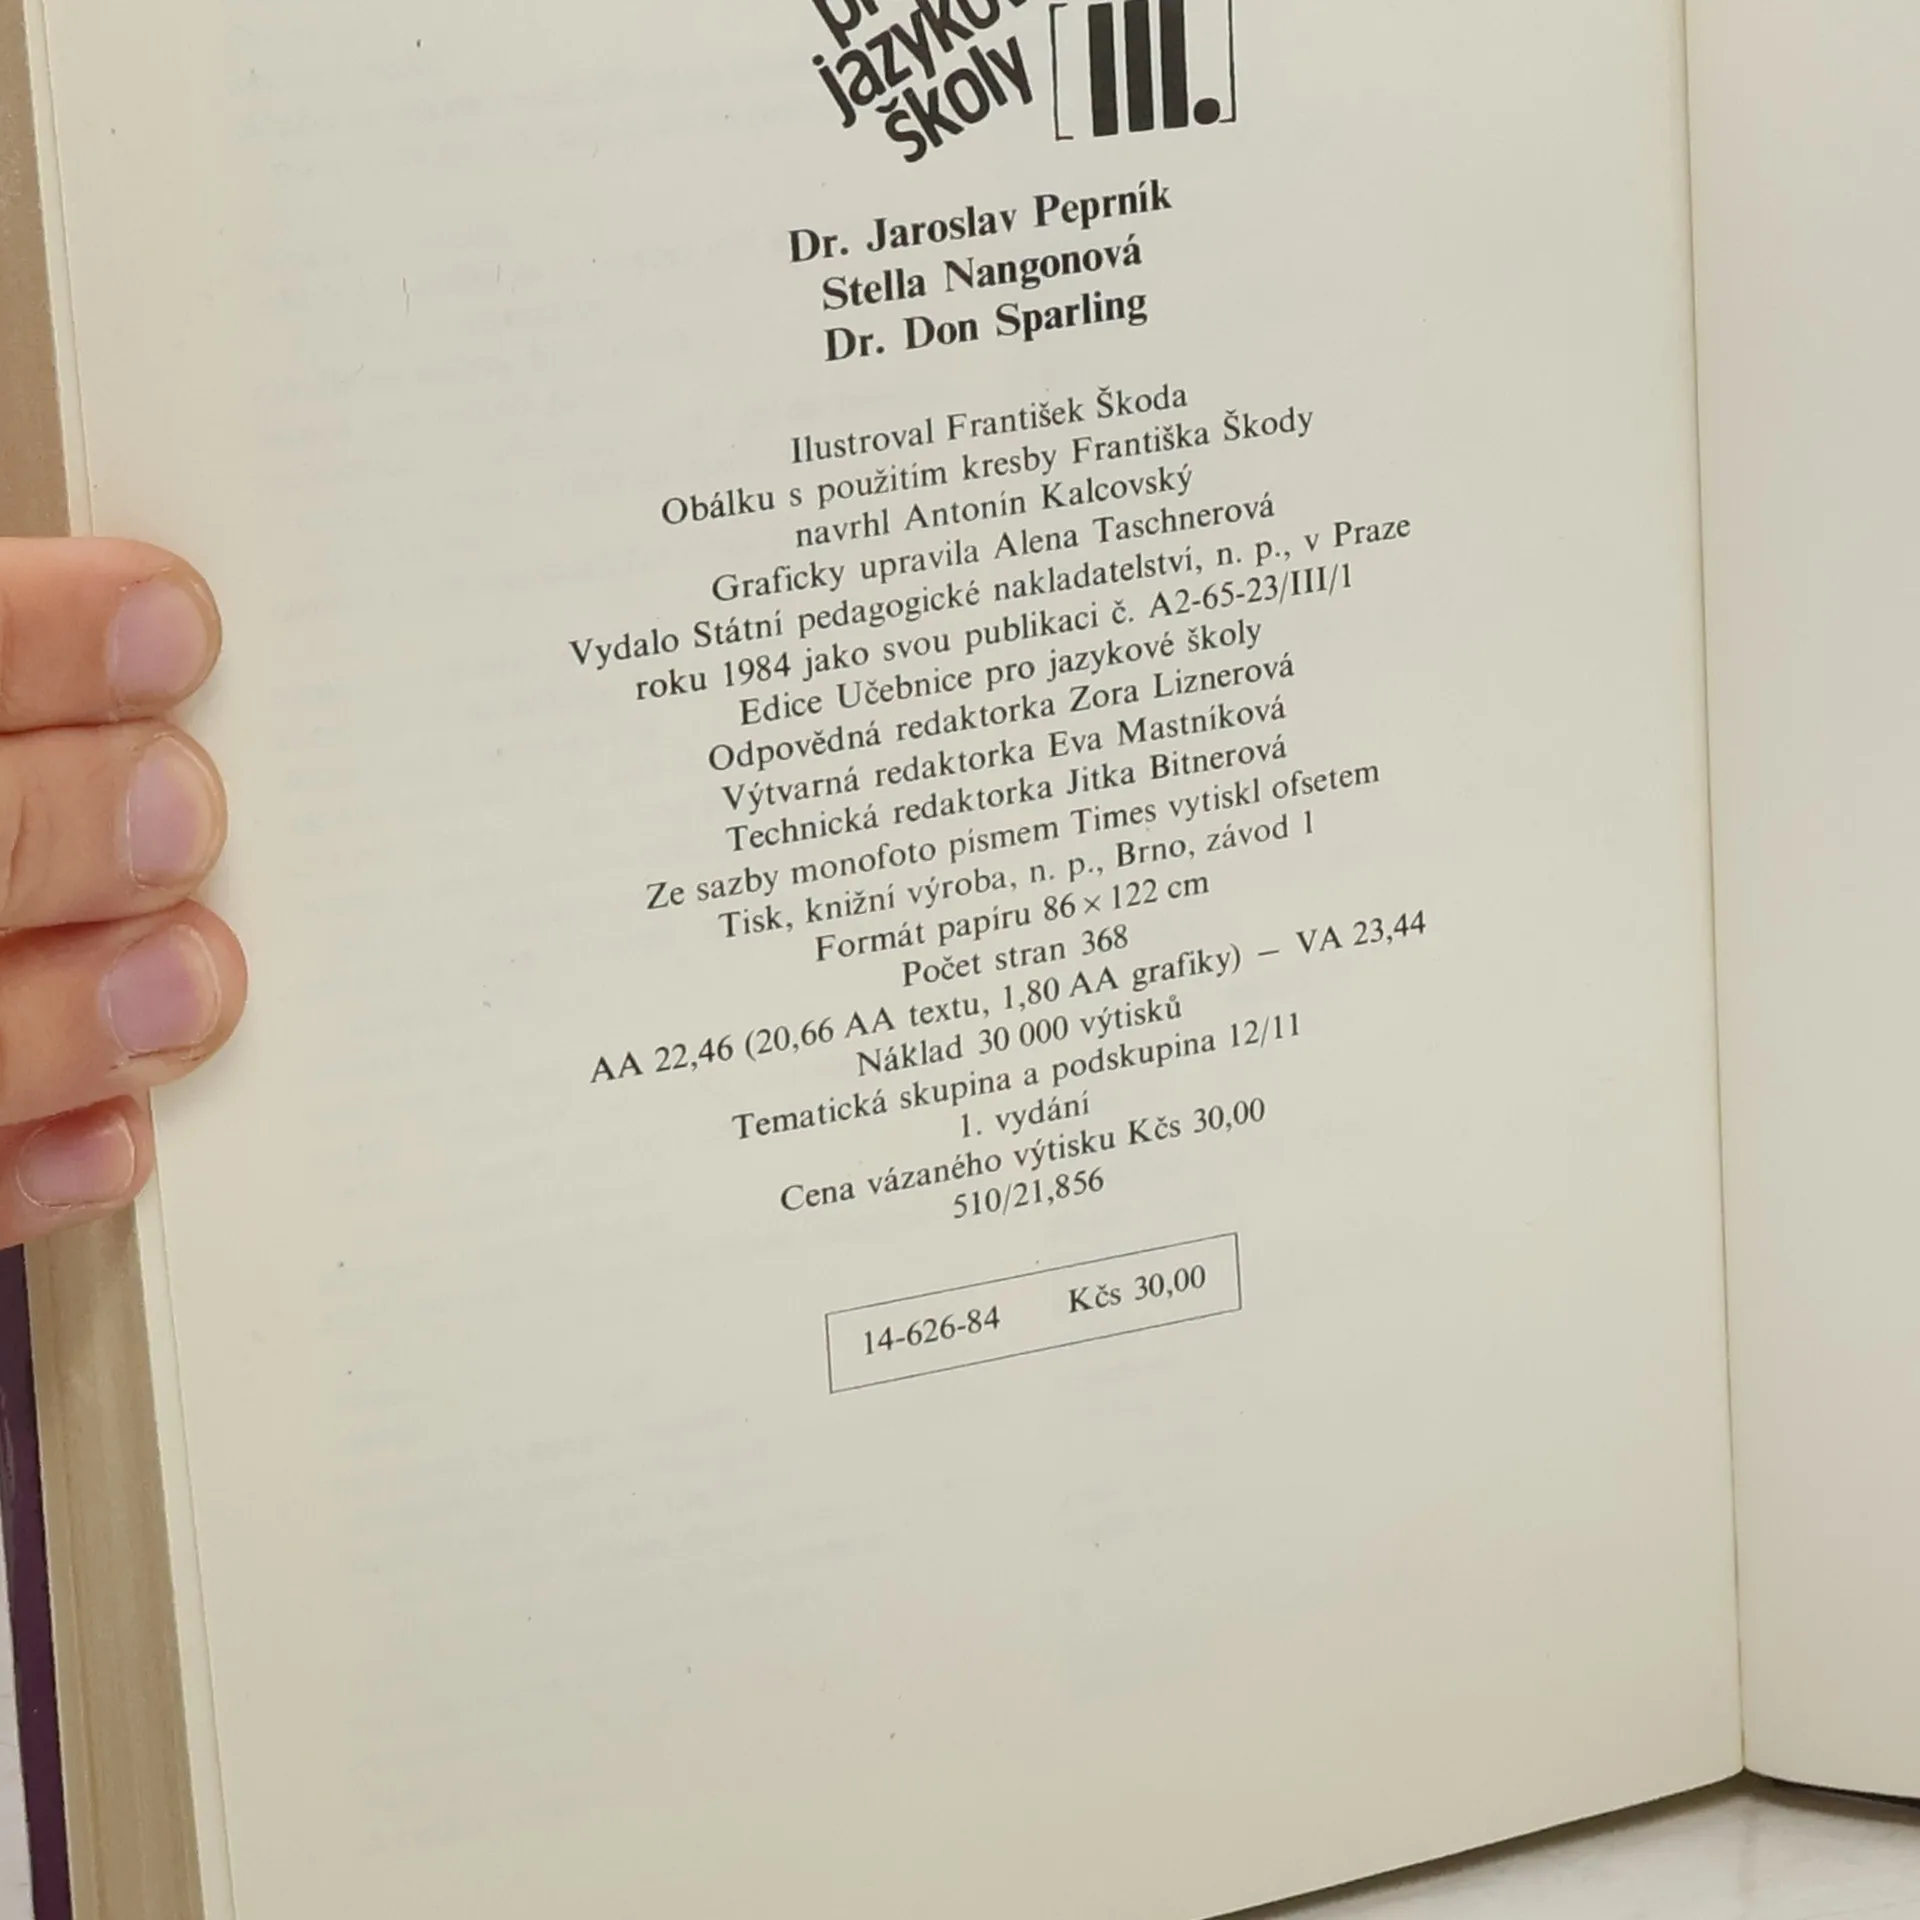 školy
[III.]
Dr. Jaroslav Peprník
Stella Nangonová
Dr. Don Sparling
Ilustroval František Škoda
Obálku s použitím kresby Františka Škody
navrhl Antonín Kalcovský
Graficky upravila Alena Taschnerová
Vydalo Státní pedagogické nakladatelství, n. p., v Praze
roku 1984 jako svou publikaci č. A2-65-23/III/1
Edice Učebnice pro jazykové školy
Odpovědná redaktorka Zora Liznerová
Výtvarná redaktorka Eva Mastníková
Technická redaktorka Jitka Bitnerová
Ze sazby monofoto písmem Times vytiskl ofsetem
Tisk, knižní výroba, n. p., Brno, závod 1
Formát papíru 86 × 122 cm
Počet stran 368
AA 22,46 (20,66 AA textu, 1,80 AA grafiky) – VA 23,44
Náklad 30 000 výtisků
Tematická skupina a podskupina 12/11
1. vydání
Cena vázaného výtisku Kčs 30,00
510/21,856
14-626-84 Kčs 30,00